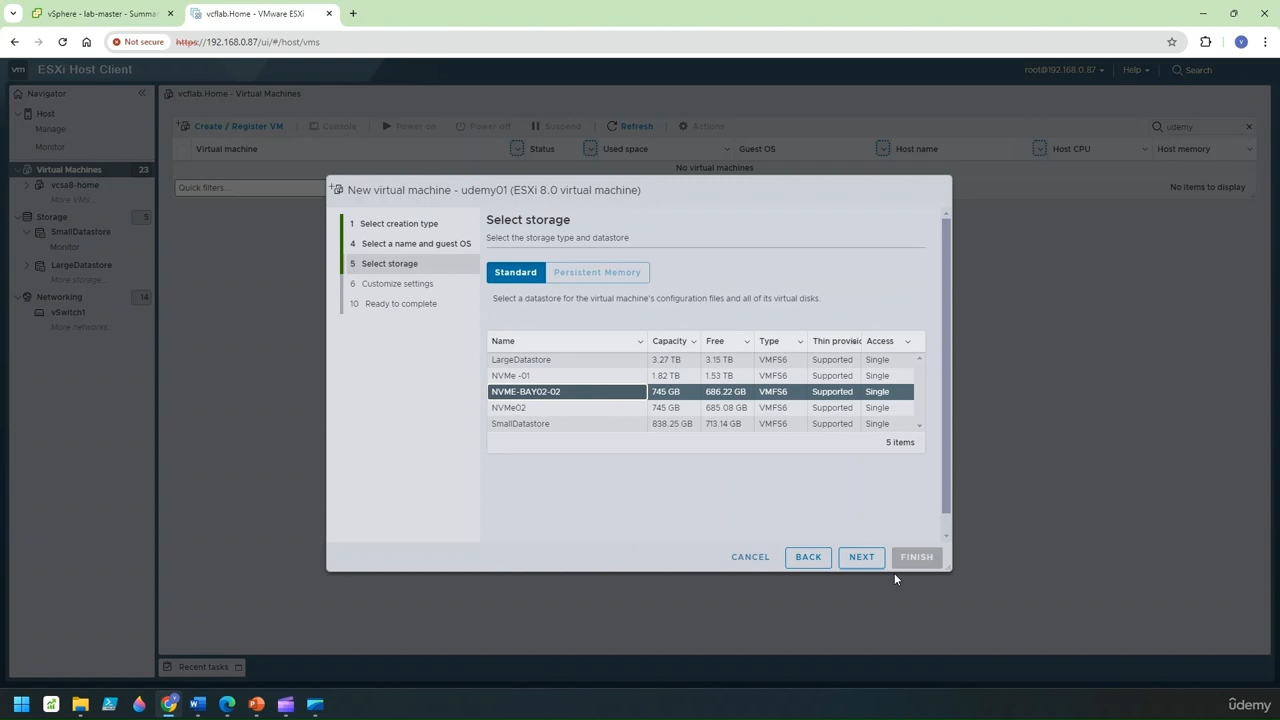 vSphere - lab-master - Summa
vcflab.Home - VMware ESXi
Not secure https://192.168.0.87/ui/#/host/vms
vm ESXi Host Client root@192.168.0.87 Help Search
Navigator vcflab.Home - Virtual Machines
Host
Manage
Monitor
Virtual Machines 23
vcsa8-home
More VMs...
Storage 5
SmallDatastore
Monitor
LargeDatastore
More storage...
Networking 14
vSwitch1
More networks...
Create / Register VM Console Power on Power off Suspend Refresh Actions udemy
Virtual machine Status Used space Guest OS Host name Host CPU Host memory
No virtual machines
Quick filters... No items to display
New virtual machine - udemy01 (ESXi 8.0 virtual machine)
1 Select creation type
4 Select a name and guest OS
5 Select storage
6 Customize settings
10 Ready to complete
Select storage
Select the storage type and datastore
Standard Persistent Memory
Select a datastore for the virtual machine's configuration files and all of its virtual disks.
Name Capacity Free Type Thin provisic Access
LargeDatastore 3.27 TB 3.15 TB VMFS6 Supported Single
NVMe -01 1.82 TB 1.53 TB VMFS6 Supported Single
NVME-BAY02-02 745 GB 686.22 GB VMFS6 Supported Single
NVMe02 745 GB 685.08 GB VMFS6 Supported Single
SmallDatastore 838.25 GB 713.14 GB VMFS6 Supported Single
5 items
CANCEL BACK NEXT FINISH
Recent tasks
udemy